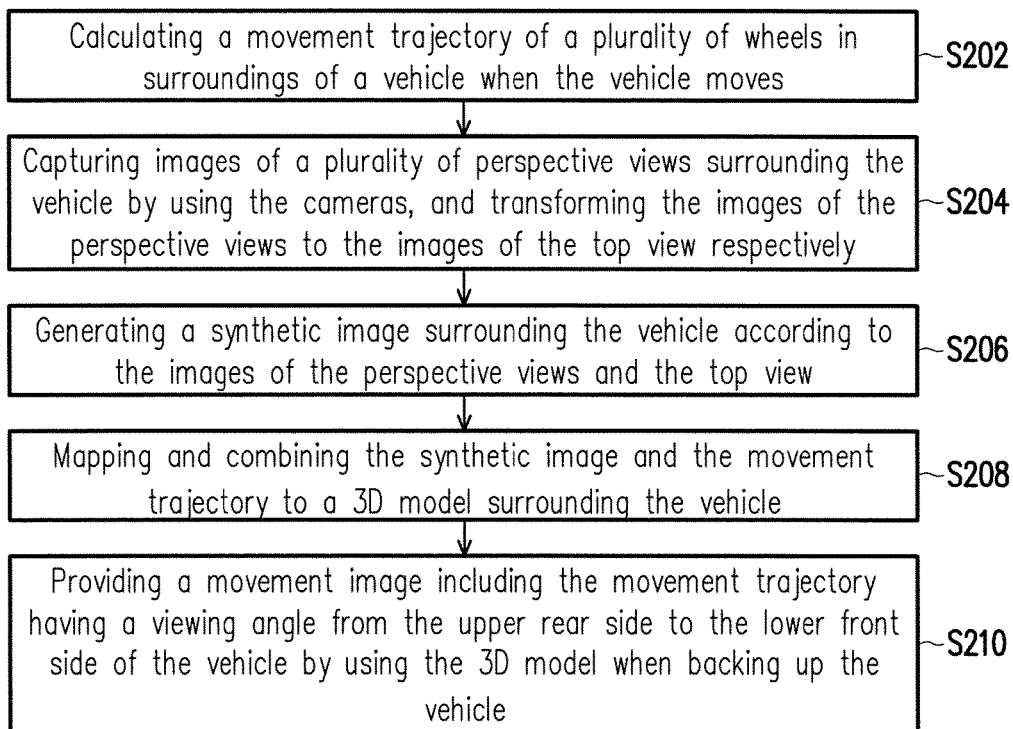 Calculating a movement trajectory of a plurality of wheels in
surroundings of a vehicle when the vehicle moves
S202
Capturing images of a plurality of perspective views surrounding the
vehicle by using the cameras, and transforming the images of the
perspective views to the images of the top view respectively
S204
Generating a synthetic image surrounding the vehicle according to
the images of the perspective views and the top view
S206
Mapping and combining the synthetic image and the movement
trajectory to a 3D model surrounding the vehicle
S208
Providing a movement image including the movement trajectory
having a viewing angle from the upper rear side to the lower front
side of the vehicle by using the 3D model when backing up the
vehicle
S210